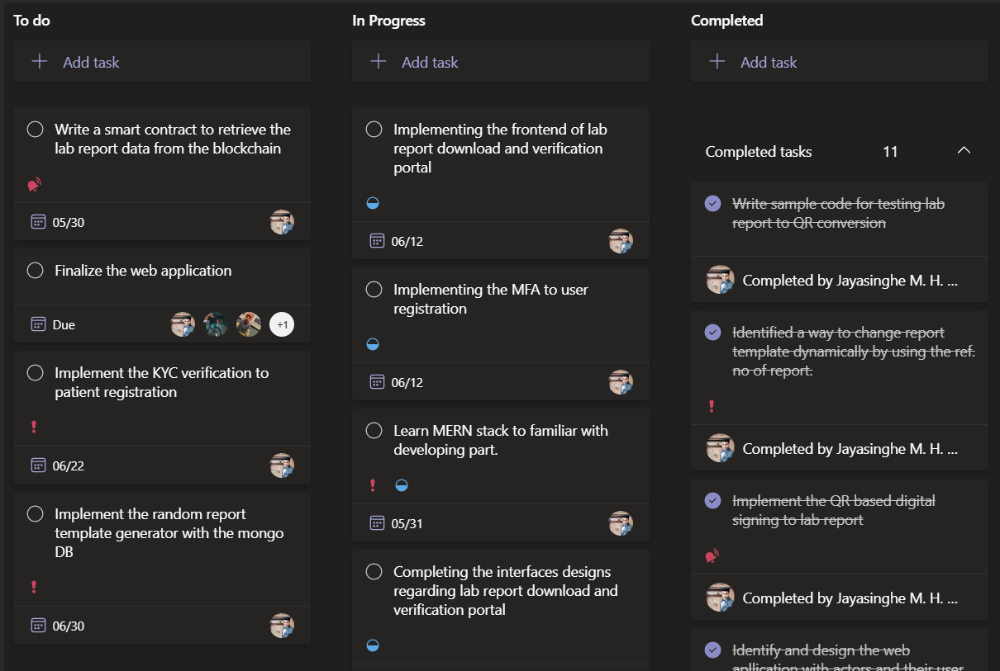 To do
Add task
Write a smart contract to retrieve the
lab report data from the blockchain
05/30
Finalize the web application
Due
+1
Implement the KYC verification to
patient registration
06/22
Implement the random report
template generator with the mongo
DB
06/30
In Progress
Add task
Implementing the frontend of lab
report download and verification
portal
06/12
Implementing the MFA to user
registration
06/12
Learn MERN stack to familiar with
developing part.
05/31
Completing the interfaces designs
regarding lab report download and
verification portal
Completed
Add task
Completed tasks 11
Write sample code for testing lab
report to QR conversion
Completed by Jayasinghe M. H. ...
Identified a way to change report
template dynamically by using the ref.
no of report.
Completed by Jayasinghe M. H. ...
Implement the QR based digital
signing to lab report
Completed by Jayasinghe M. H. ...
Identify and design the web
apllication with actors and their user